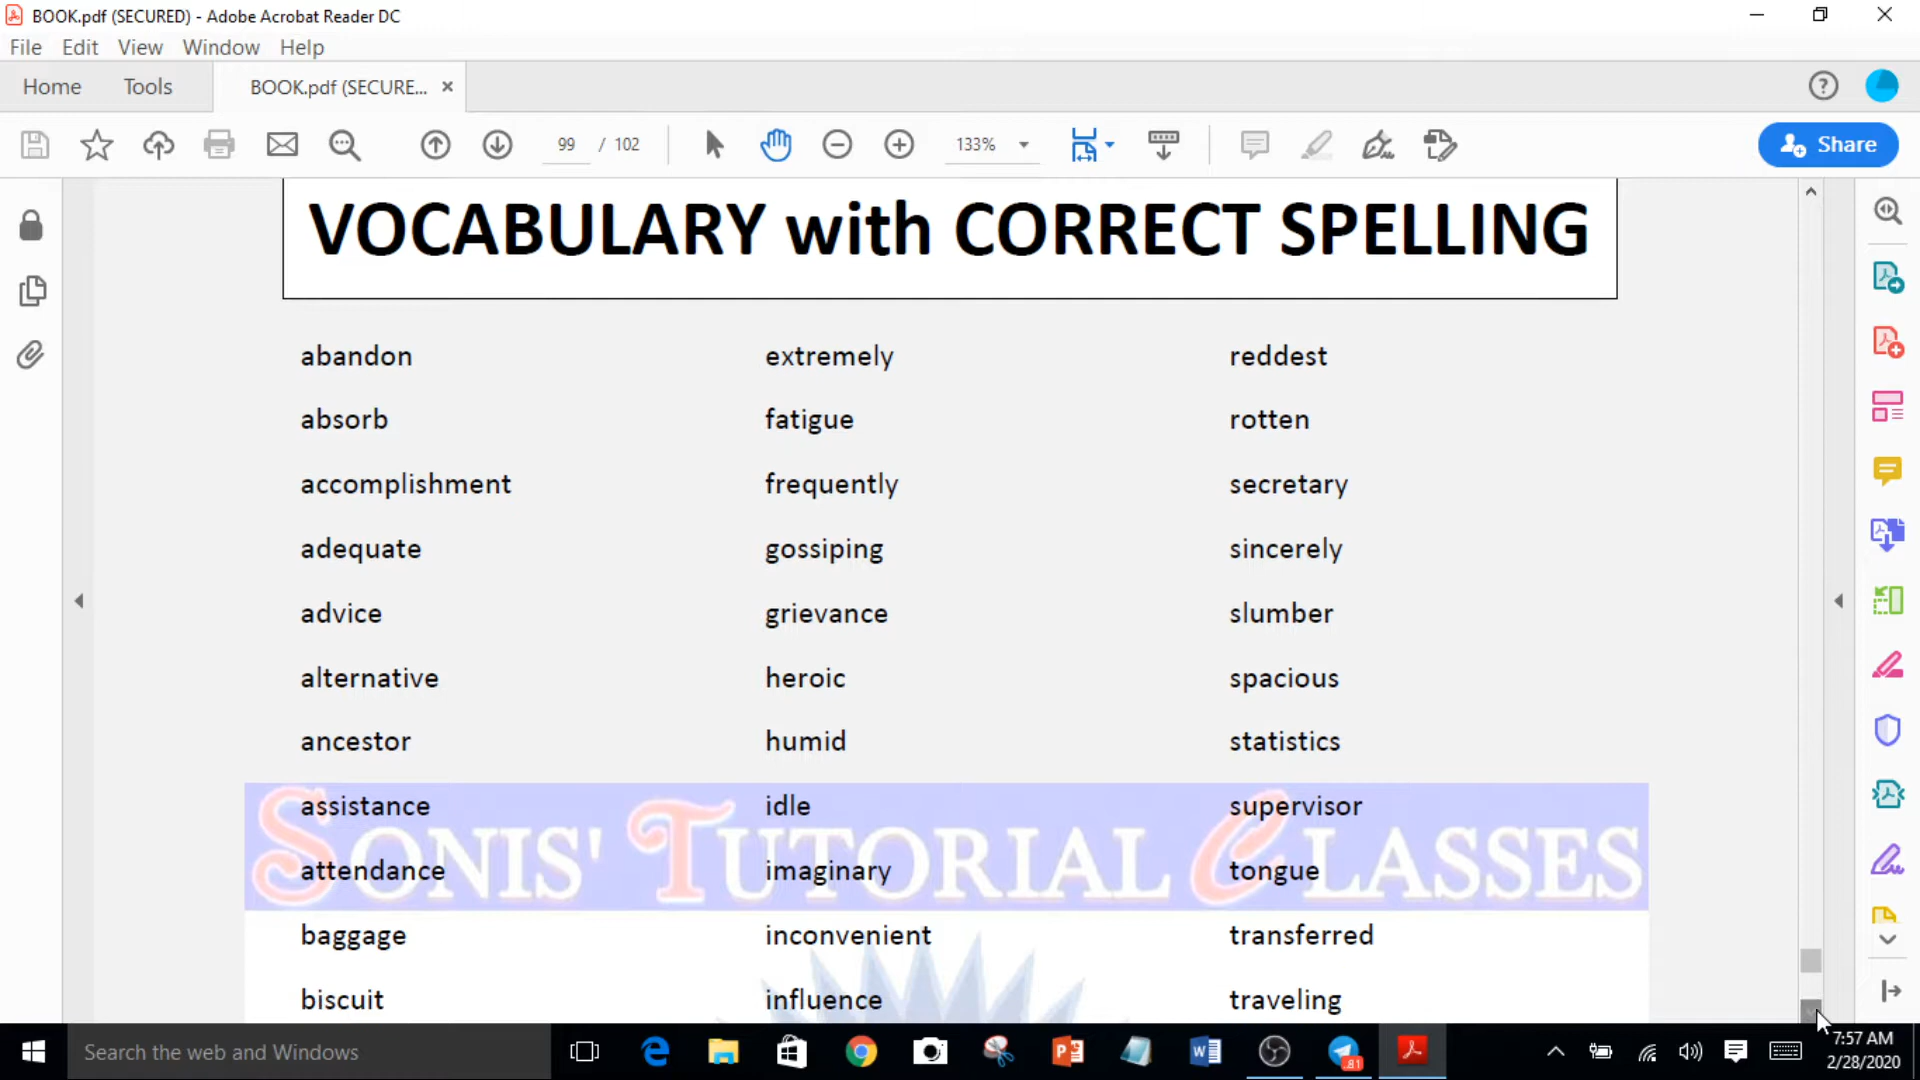 BOOK.pdf (SECURED) - Adobe Acrobat Reader DC
File Edit View Window Help
Home Tools BOOK.pdf (SECURE... ×
99 / 102 133% Share
VOCABULARY with CORRECT SPELLING
abandon extremely reddest
absorb fatigue rotten
accomplishment frequently secretary
adequate gossiping sincerely
advice grievance slumber
alternative heroic spacious
ancestor humid statistics
assistance idle supervisor
SONIS' TUTORIAL CLASSES
attendance imaginary tongue
baggage inconvenient transferred
biscuit influence traveling
Search the web and Windows
81
7:57 AM
2/28/2020